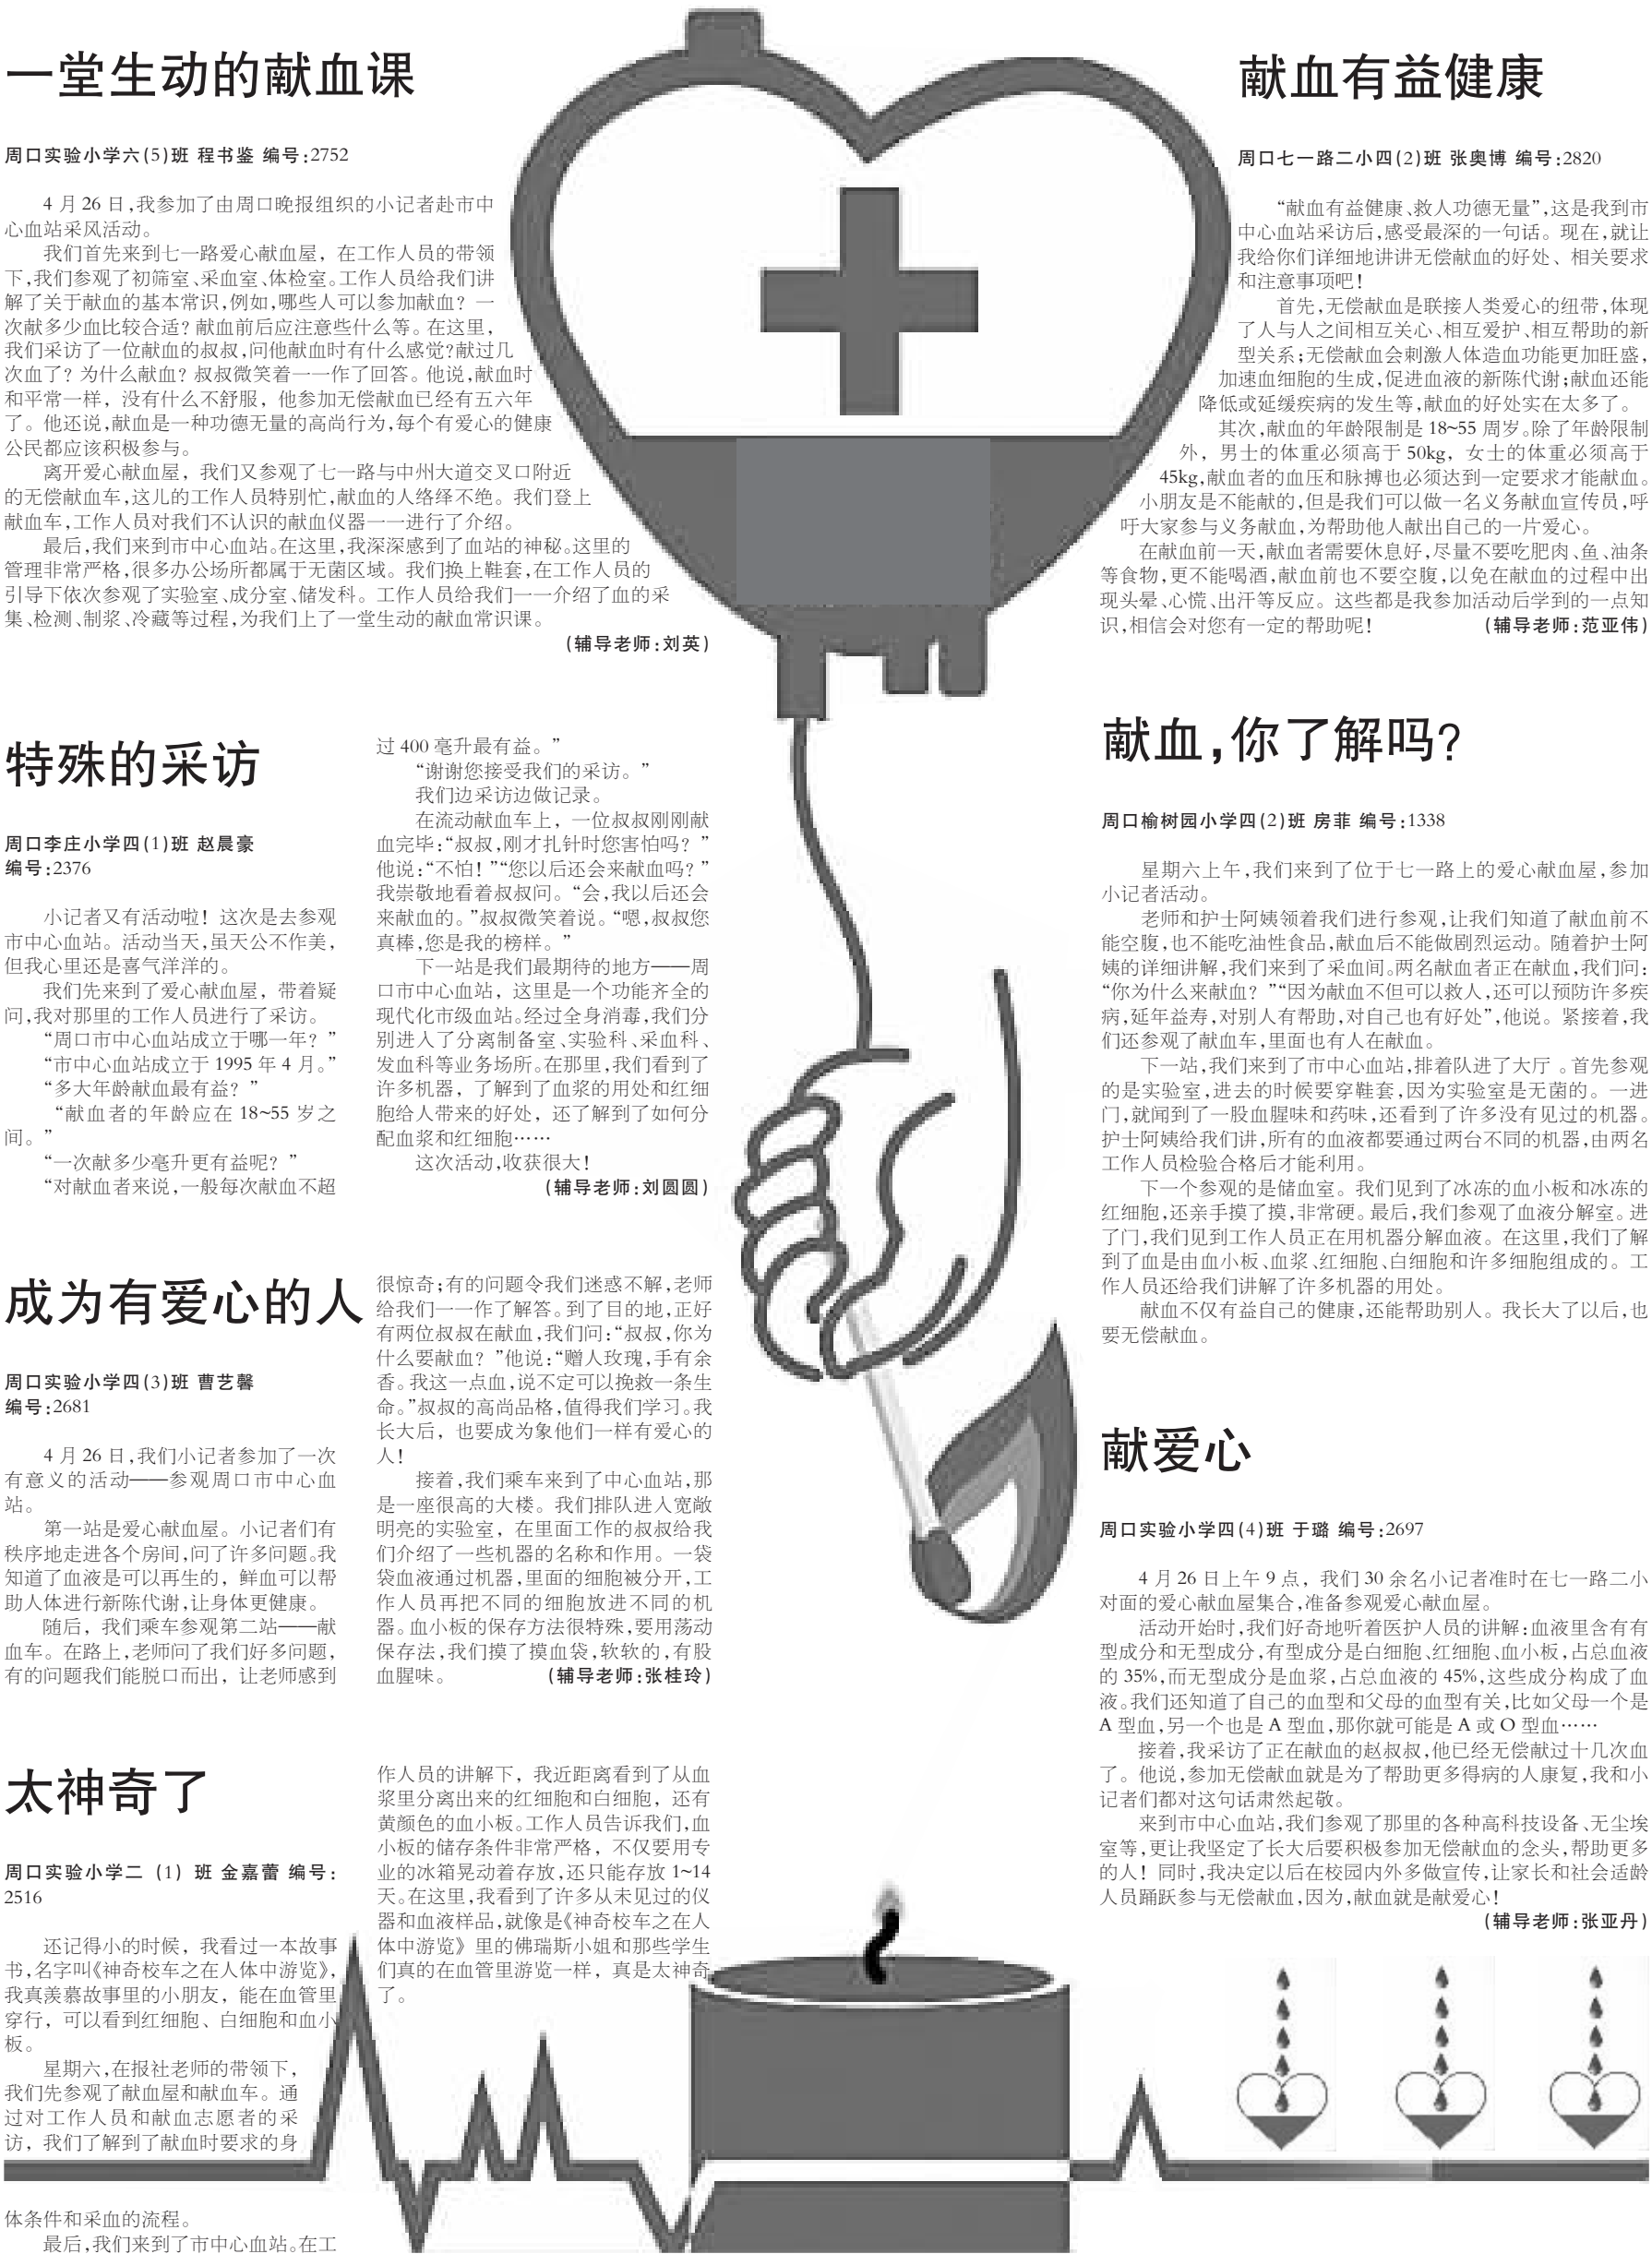 一堂生动的献血课
周口实验小学六(5)班 程书鉴 编号:2752
4 月 26 日,我参加了由周口晚报组织的小记者赴市中
心血站采风活动。
我们首先来到七一路爱心献血屋，在工作人员的带领
下,我们参观了初筛室、采血室、体检室。工作人员给我们讲
解了关于献血的基本常识,例如,哪些人可以参加献血？一
次献多少血比较合适？献血前后应注意些什么等。在这里,
我们采访了一位献血的叔叔,问他献血时有什么感觉?献过几
次血了？为什么献血？叔叔微笑着一一作了回答。他说,献血时
和平常一样，没有什么不舒服，他参加无偿献血已经有五六年
了。他还说,献血是一种功德无量的高尚行为,每个有爱心的健康
公民都应该积极参与。
离开爱心献血屋，我们又参观了七一路与中州大道交叉口附近
的无偿献血车,这儿的工作人员特别忙,献血的人络绎不绝。我们登上
献血车,工作人员对我们不认识的献血仪器一一进行了介绍。
最后,我们来到市中心血站。在这里,我深深感到了血站的神秘。这里的
管理非常严格,很多办公场所都属于无菌区域。我们换上鞋套,在工作人员的
引导下依次参观了实验室、成分室、储发科。工作人员给我们一一介绍了血的采
集、检测、制浆、冷藏等过程,为我们上了一堂生动的献血常识课。
(辅导老师:刘英)
特殊的采访
周口李庄小学四(1)班 赵晨豪
编号:2376
小记者又有活动啦！这次是去参观
市中心血站。活动当天,虽天公不作美,
但我心里还是喜气洋洋的。
我们先来到了爱心献血屋，带着疑
问,我对那里的工作人员进行了采访。
“周口市中心血站成立于哪一年？”
“市中心血站成立于 1995 年 4 月。”
“多大年龄献血最有益？”
“献血者的年龄应在 18~55 岁之
间。”
“一次献多少毫升更有益呢？”
“对献血者来说,一般每次献血不超
过 400 毫升最有益。”
“谢谢您接受我们的采访。”
我们边采访边做记录。
在流动献血车上，一位叔叔刚刚献
血完毕:“叔叔,刚才扎针时您害怕吗？”
他说:“不怕！”“您以后还会来献血吗？”
我崇敬地看着叔叔问。“会,我以后还会
来献血的。”叔叔微笑着说。“嗯,叔叔您
真棒,您是我的榜样。”
下一站是我们最期待的地方——周
口市中心血站，这里是一个功能齐全的
现代化市级血站。经过全身消毒,我们分
别进入了分离制备室、实验科、采血科、
发血科等业务场所。在那里,我们看到了
许多机器，了解到了血浆的用处和红细
胞给人带来的好处，还了解到了如何分
配血浆和红细胞……
这次活动,收获很大！
(辅导老师:刘圆圆)
成为有爱心的人
周口实验小学四(3)班 曹艺馨
编号:2681
4 月 26 日,我们小记者参加了一次
有意义的活动——参观周口市中心血
站。
第一站是爱心献血屋。小记者们有
秩序地走进各个房间,问了许多问题。我
知道了血液是可以再生的，鲜血可以帮
助人体进行新陈代谢,让身体更健康。
随后，我们乘车参观第二站——献
血车。在路上,老师问了我们好多问题,
有的问题我们能脱口而出，让老师感到
很惊奇;有的问题令我们迷惑不解,老师
给我们一一作了解答。到了目的地,正好
有两位叔叔在献血,我们问:“叔叔,你为
什么要献血？”他说:“赠人玫瑰,手有余
香。我这一点血,说不定可以挽救一条生
命。”叔叔的高尚品格,值得我们学习。我
长大后，也要成为象他们一样有爱心的
人！
接着,我们乘车来到了中心血站,那
是一座很高的大楼。我们排队进入宽敞
明亮的实验室，在里面工作的叔叔给我
们介绍了一些机器的名称和作用。一袋
袋血液通过机器,里面的细胞被分开,工
作人员再把不同的细胞放进不同的机
器。血小板的保存方法很特殊,要用荡动
保存法,我们摸了摸血袋,软软的,有股
血腥味。 (辅导老师:张桂玲)
太神奇了
周口实验小学二 (1) 班 金嘉蕾 编号:
2516
还记得小的时候，我看过一本故事
书,名字叫《神奇校车之在人体中游览》,
我真羡慕故事里的小朋友，能在血管里
穿行，可以看到红细胞、白细胞和血小
板。
星期六,在报社老师的带领下,
我们先参观了献血屋和献血车。通
过对工作人员和献血志愿者的采
访，我们了解到了献血时要求的身
体条件和采血的流程。
最后,我们来到了市中心血站。在工
作人员的讲解下，我近距离看到了从血
浆里分离出来的红细胞和白细胞，还有
黄颜色的血小板。工作人员告诉我们,血
小板的储存条件非常严格，不仅要用专
业的冰箱晃动着存放,还只能存放 1~14
天。在这里,我看到了许多从未见过的仪
器和血液样品,就像是《神奇校车之在人
体中游览》里的佛瑞斯小姐和那些学生
们真的在血管里游览一样，真是太神奇
了。
献血有益健康
周口七一路二小四(2)班 张奥博 编号:2820
“献血有益健康、救人功德无量”,这是我到市
中心血站采访后,感受最深的一句话。现在,就让
我给你们详细地讲讲无偿献血的好处、相关要求
和注意事项吧！
首先,无偿献血是联接人类爱心的纽带,体现
了人与人之间相互关心、相互爱护、相互帮助的新
型关系;无偿献血会刺激人体造血功能更加旺盛,
加速血细胞的生成,促进血液的新陈代谢;献血还能
降低或延缓疾病的发生等,献血的好处实在太多了。
其次,献血的年龄限制是 18~55 周岁。除了年龄限制
外，男士的体重必须高于 50kg，女士的体重必须高于
45kg,献血者的血压和脉搏也必须达到一定要求才能献血。
小朋友是不能献的,但是我们可以做一名义务献血宣传员,呼
吁大家参与义务献血,为帮助他人献出自己的一片爱心。
在献血前一天,献血者需要休息好,尽量不要吃肥肉、鱼、油条
等食物,更不能喝酒,献血前也不要空腹,以免在献血的过程中出
现头晕、心慌、出汗等反应。这些都是我参加活动后学到的一点知
识,相信会对您有一定的帮助呢！ (辅导老师:范亚伟)
献血,你了解吗？
周口榆树园小学四(2)班 房菲 编号:1338
星期六上午,我们来到了位于七一路上的爱心献血屋,参加
小记者活动。
老师和护士阿姨领着我们进行参观,让我们知道了献血前不
能空腹,也不能吃油性食品,献血后不能做剧烈运动。随着护士阿
姨的详细讲解,我们来到了采血间。两名献血者正在献血,我们问:
“你为什么来献血？”“因为献血不但可以救人,还可以预防许多疾
病,延年益寿,对别人有帮助,对自己也有好处”,他说。紧接着,我
们还参观了献血车,里面也有人在献血。
下一站,我们来到了市中心血站,排着队进了大厅 。首先参观
的是实验室,进去的时候要穿鞋套,因为实验室是无菌的。一进
门,就闻到了一股血腥味和药味,还看到了许多没有见过的机器。
护士阿姨给我们讲,所有的血液都要通过两台不同的机器,由两名
工作人员检验合格后才能利用。
下一个参观的是储血室。我们见到了冰冻的血小板和冰冻的
红细胞,还亲手摸了摸,非常硬。最后,我们参观了血液分解室。进
了门,我们见到工作人员正在用机器分解血液。在这里,我们了解
到了血是由血小板、血浆、红细胞、白细胞和许多细胞组成的。工
作人员还给我们讲解了许多机器的用处。
献血不仅有益自己的健康,还能帮助别人。我长大了以后,也
要无偿献血。
献爱心
周口实验小学四(4)班 于璐 编号:2697
4 月 26 日上午 9 点，我们 30 余名小记者准时在七一路二小
对面的爱心献血屋集合,准备参观爱心献血屋。
活动开始时,我们好奇地听着医护人员的讲解:血液里含有有
型成分和无型成分,有型成分是白细胞、红细胞、血小板,占总血液
的 35%,而无型成分是血浆,占总血液的 45%,这些成分构成了血
液。我们还知道了自己的血型和父母的血型有关,比如父母一个是
A 型血,另一个也是 A 型血,那你就可能是 A 或 O 型血……
接着,我采访了正在献血的赵叔叔,他已经无偿献过十几次血
了。他说,参加无偿献血就是为了帮助更多得病的人康复,我和小
记者们都对这句话肃然起敬。
来到市中心血站,我们参观了那里的各种高科技设备、无尘埃
室等,更让我坚定了长大后要积极参加无偿献血的念头,帮助更多
的人！同时,我决定以后在校园内外多做宣传,让家长和社会适龄
人员踊跃参与无偿献血,因为,献血就是献爱心！
(辅导老师:张亚丹)